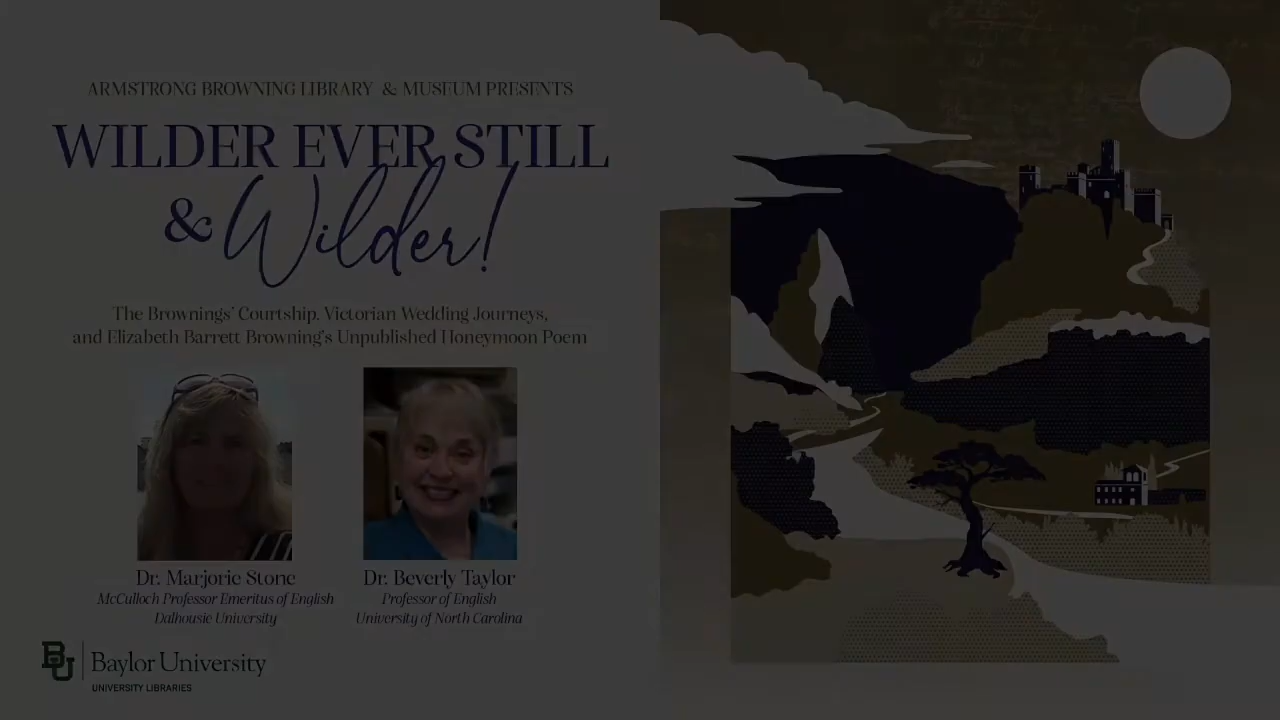 ARMSTRONG BROWNING LIBRARY & MUSEUM PRESENTS
WILDER EVER STILL
& Wilder!
The Brownings' Courtship, Victorian Wedding Journeys,
and Elizabeth Barrett Browning's Unpublished Honeymoon Poem
Dr. Marjorie Stone
McCulloch Professor Emeritus of English
Dalhousie University
Dr. Beverly Taylor
Professor of English
University of North Carolina
BU
Baylor University
UNIVERSITY LIBRARIES